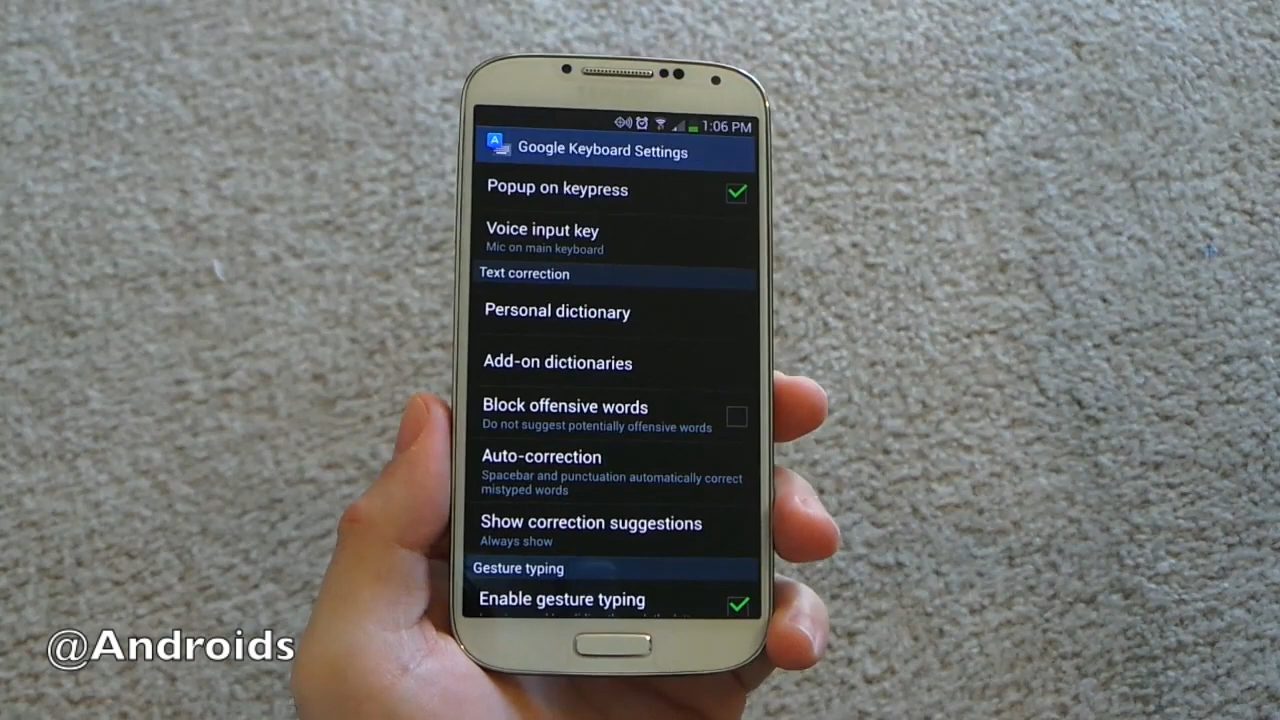 1:06 PM
Google Keyboard Settings
Popup on keypress
Voice input key
Mic on main keyboard
Text correction
Personal dictionary
Add-on dictionaries
Block offensive words
Do not suggest potentially offensive words
Auto-correction
Spacebar and punctuation automatically correct
mistyped words
Show correction suggestions
Always show
Gesture typing
Enable gesture typing
@Androids